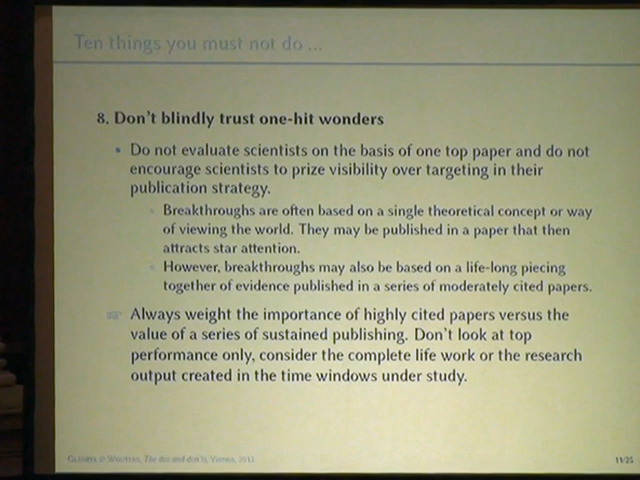 Ten things you must not do ...
8. Don't blindly trust one-hit wonders
• Do not evaluate scientists on the basis of one top paper and do not
encourage scientists to prize visibility over targeting in their
publication strategy.
Breakthroughs are often based on a single theoretical concept or way
of viewing the world. They may be published in a paper that then
attracts star attention.
However, breakthroughs may also be based on a life-long piecing
together of evidence published in a series of moderately cited papers.
☞ Always weight the importance of highly cited papers versus the
value of a series of sustained publishing. Don't look at top
performance only, consider the complete life work or the research
output created in the time windows under study.
Glänzel & Wouters, The dos and don'ts, Vienna, 2013
11/25